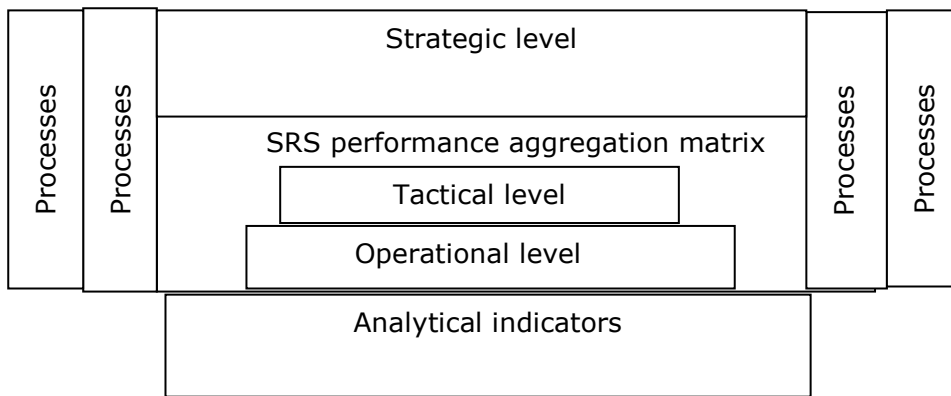 Processes
Processes
Strategic level
SRS performance aggregation matrix
Tactical level
Operational level
Analytical indicators
Processes
Processes